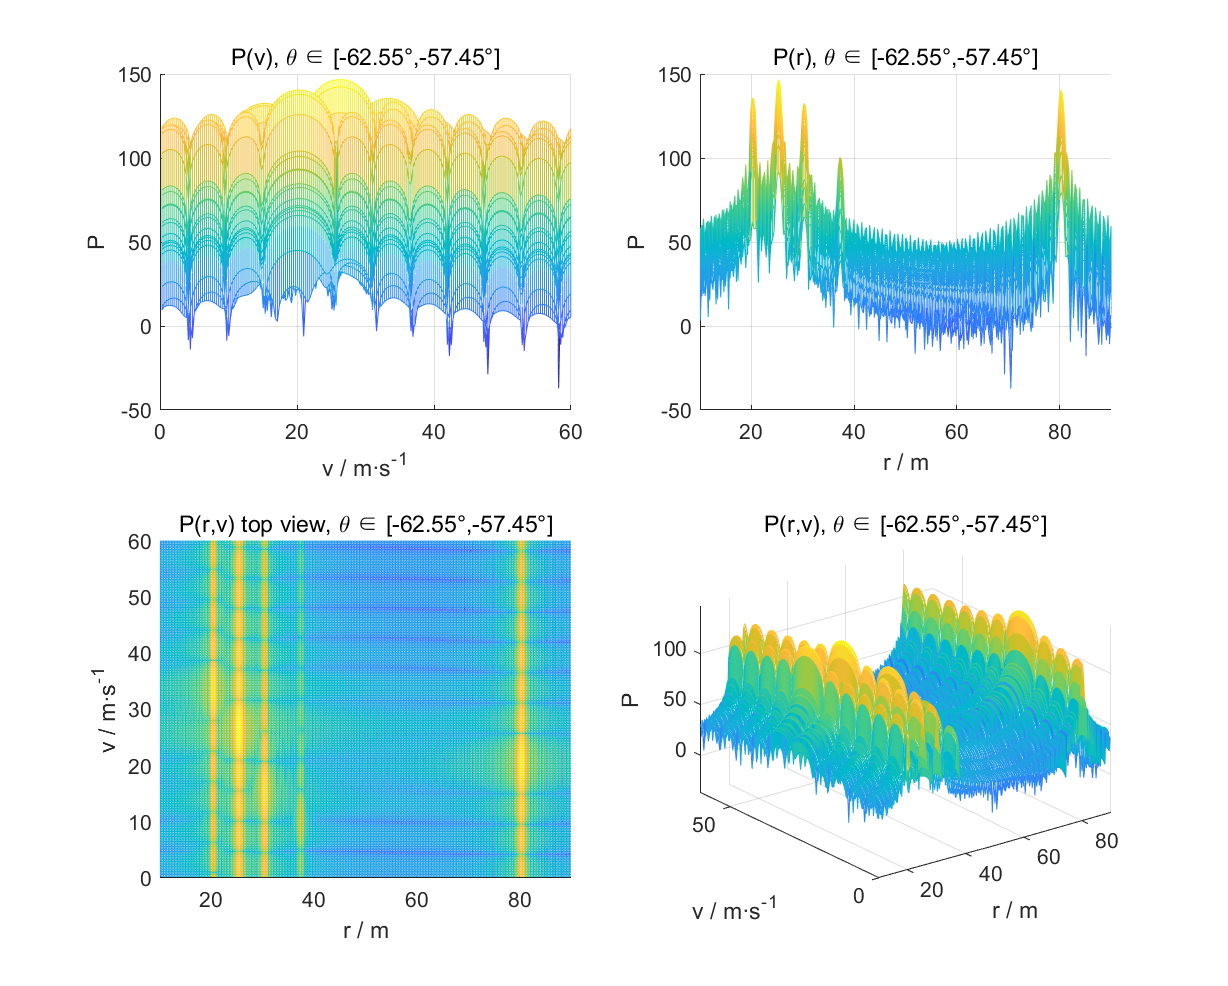 P(v), θ ∈ [-62.55°,-57.45°]
150
100
50
0
-50
P
0 20 40 60
v / m·s⁻¹
P(r), θ ∈ [-62.55°,-57.45°]
150
100
50
0
-50
P
20 40 60 80
r / m
P(r,v) top view, θ ∈ [-62.55°,-57.45°]
60
50
40
30
20
10
0
v / m·s⁻¹
20 40 60 80
r / m
P(r,v), θ ∈ [-62.55°,-57.45°]
100
50
0
P
50
0
v / m·s⁻¹
20 40 60 80
r / m